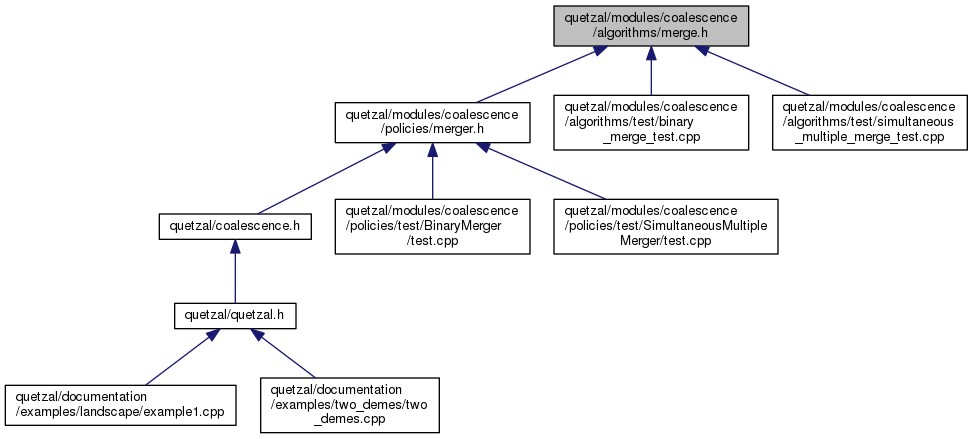 quetzal/modules/coalescence
/algorithms/merge.h
quetzal/modules/coalescence
/policies/merger.h
quetzal/modules/coalescence
/algorithms/test/binary
_merge_test.cpp
quetzal/modules/coalescence
/algorithms/test/simultaneous
_multiple_merge_test.cpp
quetzal/coalescence.h
quetzal/modules/coalescence
/policies/test/BinaryMerger
/test.cpp
quetzal/modules/coalescence
/policies/test/SimultaneousMultiple
Merger/test.cpp
quetzal/quetzal.h
quetzal/documentation
/examples/landscape/example1.cpp
quetzal/documentation
/examples/two_demes/two
_demes.cpp